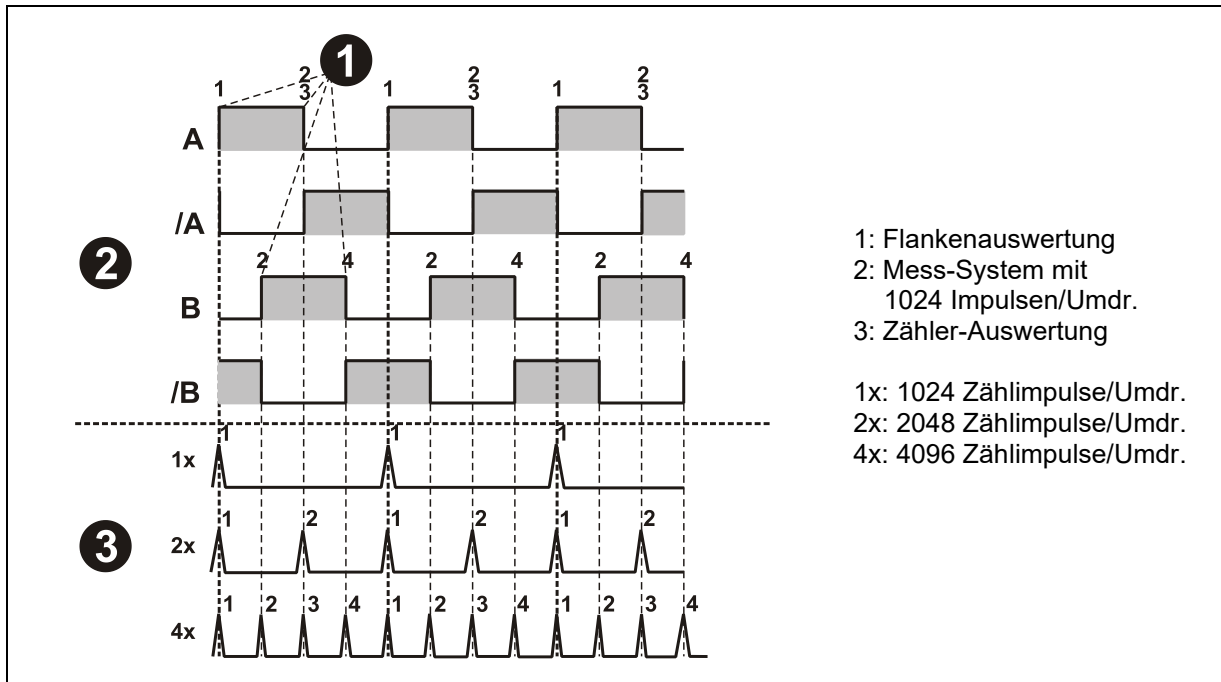 1
1 2 1 2 1 2
3 3 3
A
/A
2
2 4 2 4 2 4
B
/B
1 1 1
1x
3
1 2 1 2 1 2
2x
1 2 3 4 1 2 3 4 1 2 3 4
4x
1: Flankenauswertung
2: Mess-System mit
1024 Impulsen/Umdr.
3: Zähler-Auswertung
1x: 1024 Zählimpulse/Umdr.
2x: 2048 Zählimpulse/Umdr.
4x: 4096 Zählimpulse/Umdr.